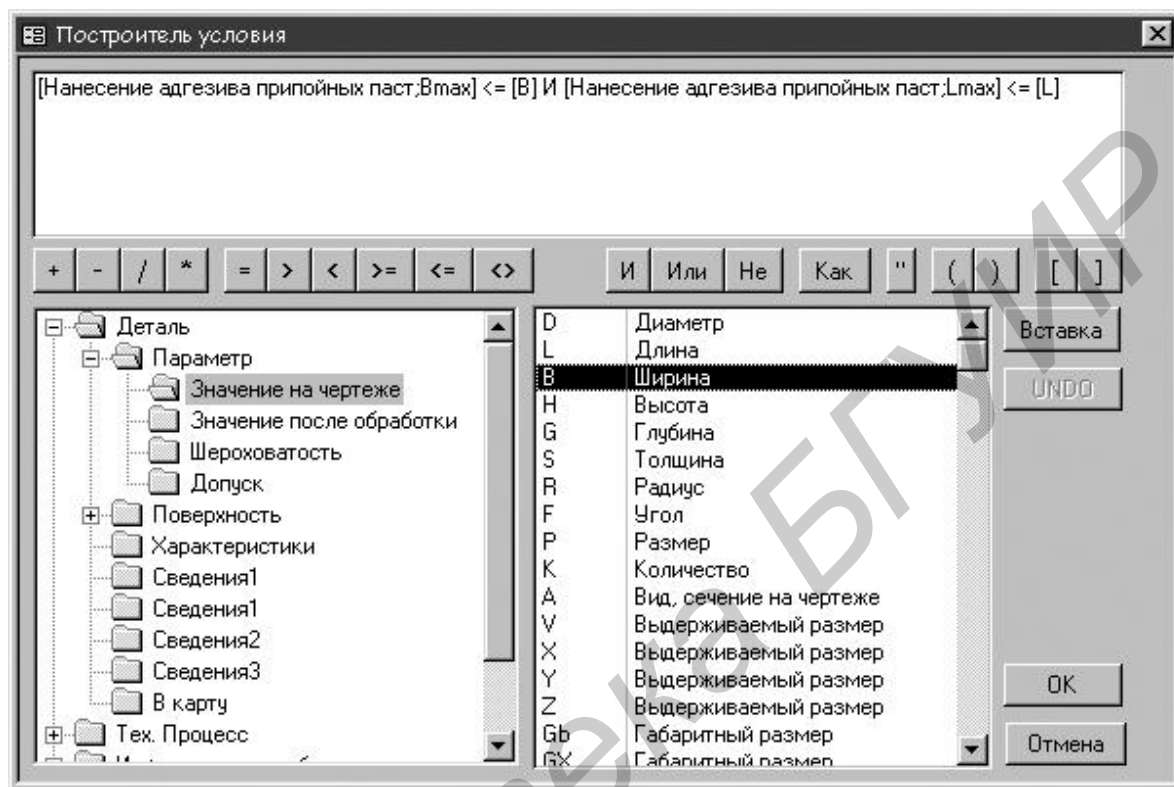 Построитель условия
[Нанесение адгезива припойных паст;Bmax] <= [B] И [Нанесение адгезива припойных паст;Lmax] <= [L]
+ - / * = > < >= <= <> И Или Не Как " ( ) [ ]
Деталь
Параметр
Значение на чертеже
Значение после обработки
Шероховатость
Допуск
Поверхность
Характеристики
Сведения1
Сведения1
Сведения2
Сведения3
В карту
Тех. Процесс
D Диаметр
L Длина
B Ширина
H Высота
G Глубина
S Толщина
R Радиус
F Угол
P Размер
K Количество
A Вид, сечение на чертеже
V Выдерживаемый размер
X Выдерживаемый размер
Y Выдерживаемый размер
Z Выдерживаемый размер
Gb Габаритный размер
GX Габаритный размер
Вставка
UNDO
OK
Отмена
ека БГУИР